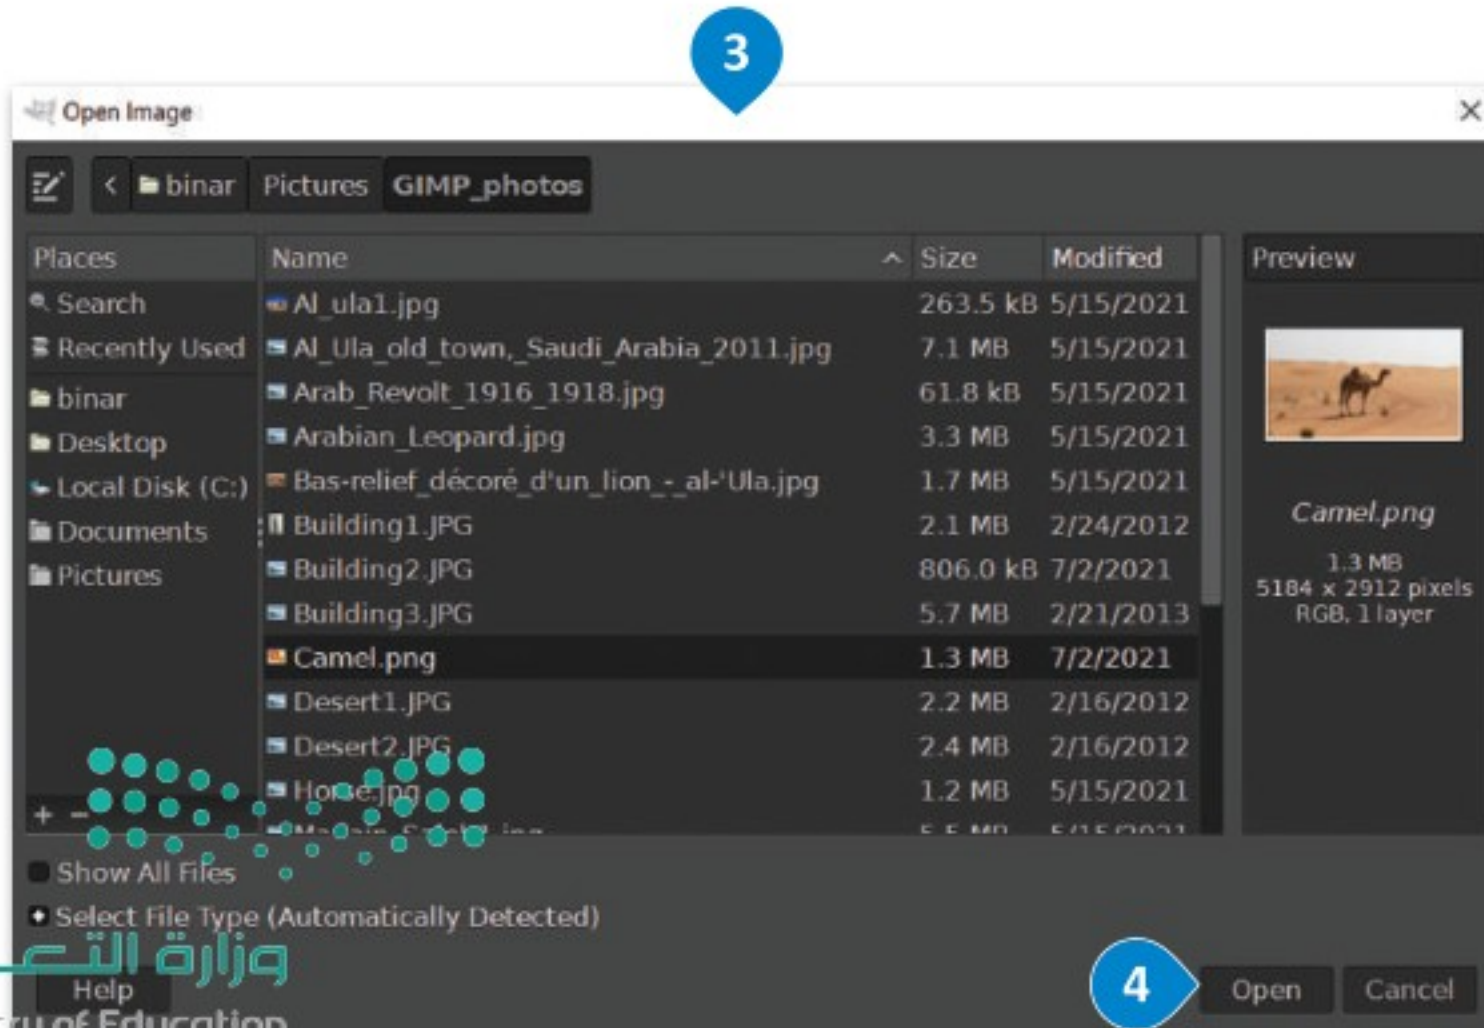 3
Open Image
binar Pictures GIMP_photos
Places Name Size Modified Preview
Search Al_ula1.jpg 263.5 kB 5/15/2021
Recently Used Al_Ula_old_town,_Saudi_Arabia_2011.jpg 7.1 MB 5/15/2021
binar Arab_Revolt_1916_1918.jpg 61.8 kB 5/15/2021
Desktop Arabian_Leopard.jpg 3.3 MB 5/15/2021
Local Disk (C:) Bas-relief_décoré_d'un_lion_-_al-'Ula.jpg 1.7 MB 5/15/2021
Documents Building1.JPG 2.1 MB 2/24/2012
Pictures Building2.JPG 806.0 kB 7/2/2021
Building3.JPG 5.7 MB 2/21/2013
Camel.png 1.3 MB 7/2/2021
Desert1.JPG 2.2 MB 2/16/2012
Desert2.JPG 2.4 MB 2/16/2012
Horse.jpg 1.2 MB 5/15/2021
Camel.png
1.3 MB
5184 x 2912 pixels
RGB, 1 layer
Show All Files
Select File Type (Automatically Detected)
وزارة التعـ
Help 4 Open Cancel
of Education